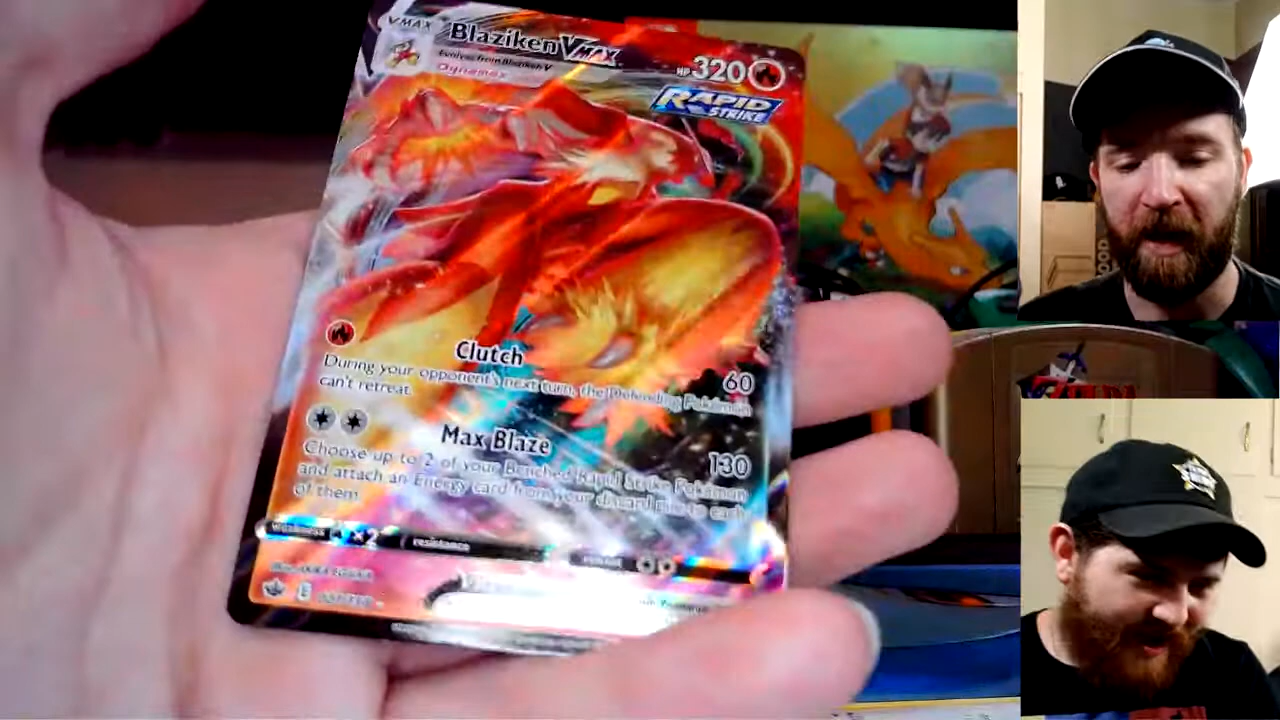 VMAX
Blaziken VMAX
Evolves from Blaziken V
Dynamax
HP 320
RAPID
STRIKE
Clutch
60
During your opponent's next turn, the Defending Pokémon
can't retreat.
Max Blaze
130
Choose up to 2 of your Benched Rapid Strike Pokémon
and attach an Energy card from your discard pile to each
of them.
weakness ×2
resistance
retreat